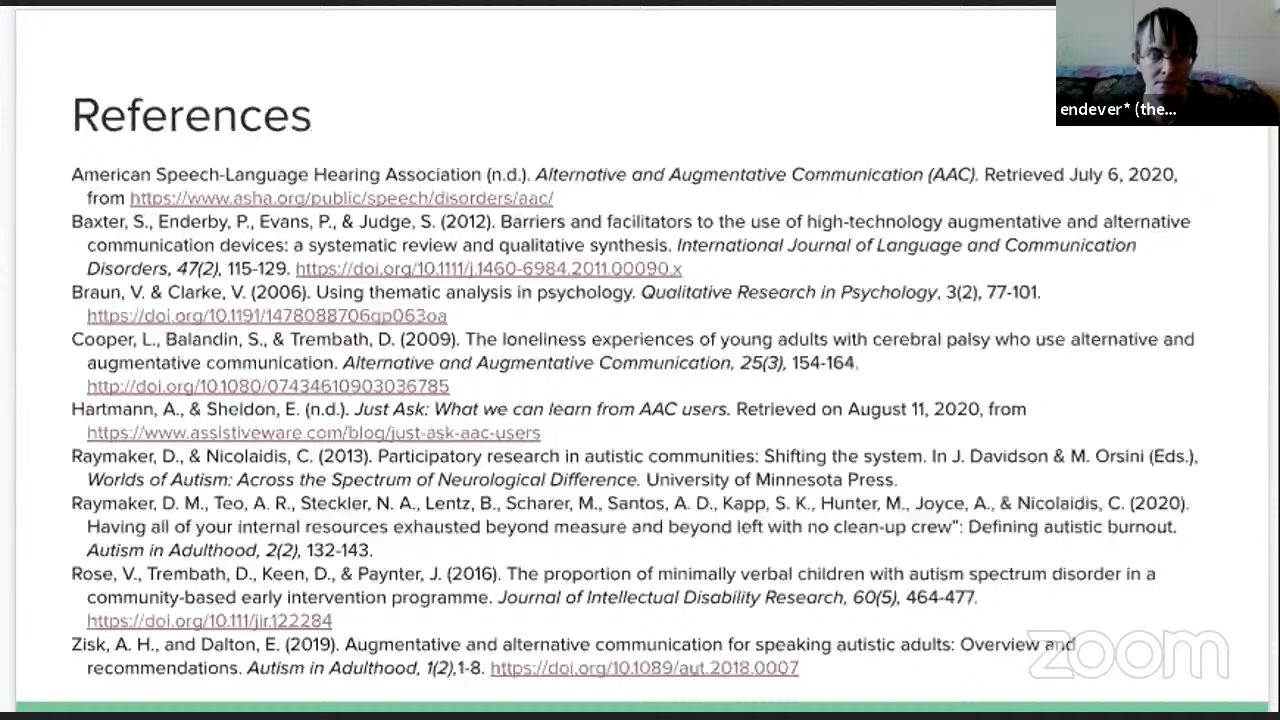 References
endever* (the...
American Speech-Language Hearing Association (n.d.). Alternative and Augmentative Communication (AAC). Retrieved July 6, 2020,
from https://www.asha.org/public/speech/disorders/aac/
Baxter, S., Enderby, P., Evans, P., & Judge, S. (2012). Barriers and facilitators to the use of high-technology augmentative and alternative
communication devices: a systematic review and qualitative synthesis. International Journal of Language and Communication
Disorders, 47(2), 115-129. https://doi.org/10.1111/j.1460-6984.2011.00090.x
Braun, V. & Clarke, V. (2006). Using thematic analysis in psychology. Qualitative Research in Psychology, 3(2), 77-101.
https://doi.org/10.1191/1478088706qp063oa
Cooper, L., Balandin, S., & Trembath, D. (2009). The loneliness experiences of young adults with cerebral palsy who use alternative and
augmentative communication. Alternative and Augmentative Communication, 25(3), 154-164.
http://doi.org/10.1080/07434610903036785
Hartmann, A., & Sheldon, E. (n.d.). Just Ask: What we can learn from AAC users. Retrieved on August 11, 2020, from
https://www.assistiveware.com/blog/just-ask-aac-users
Raymaker, D., & Nicolaidis, C. (2013). Participatory research in autistic communities: Shifting the system. In J. Davidson & M. Orsini (Eds.),
Worlds of Autism: Across the Spectrum of Neurological Difference. University of Minnesota Press.
Raymaker, D. M., Teo, A. R., Steckler, N. A., Lentz, B., Scharer, M., Santos, A. D., Kapp, S. K., Hunter, M., Joyce, A., & Nicolaidis, C. (2020).
Having all of your internal resources exhausted beyond measure and beyond left with no clean-up crew": Defining autistic burnout.
Autism in Adulthood, 2(2), 132-143.
Rose, V., Trembath, D., Keen, D., & Paynter, J. (2016). The proportion of minimally verbal children with autism spectrum disorder in a
community-based early intervention programme. Journal of Intellectual Disability Research, 60(5), 464-477.
https://doi.org/10.111/jir.122284
Zisk, A. H., and Dalton, E. (2019). Augmentative and alternative communication for speaking autistic adults: Overview and
recommendations. Autism in Adulthood, 1(2),1-8. https://doi.org/10.1089/aut.2018.0007
zoom